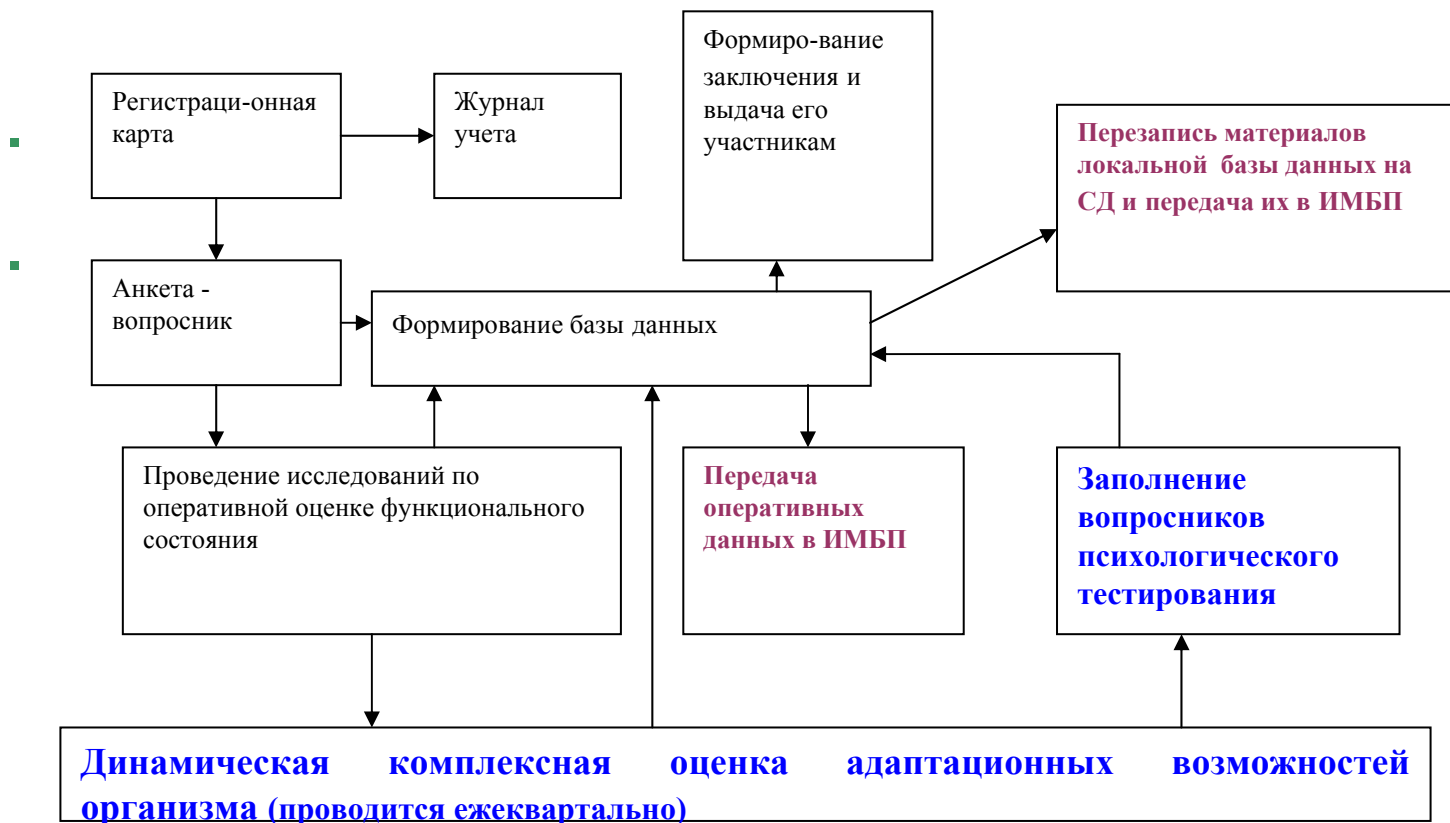 Формиро-вание
заключения и
выдача его
участникам
Регистраци-онная
карта
Журнал
учета
Перезапись материалов
локальной базы данных на
СД и передача их в ИМБП
Анкета -
вопросник
Формирование базы данных
Проведение исследований по
оперативной оценке функционального
состояния
Передача
оперативных
данных в ИМБП
Заполнение
вопросников
психологического
тестирования
Динамическая комплексная оценка адаптационных возможностей
организма (проводится ежеквартально)